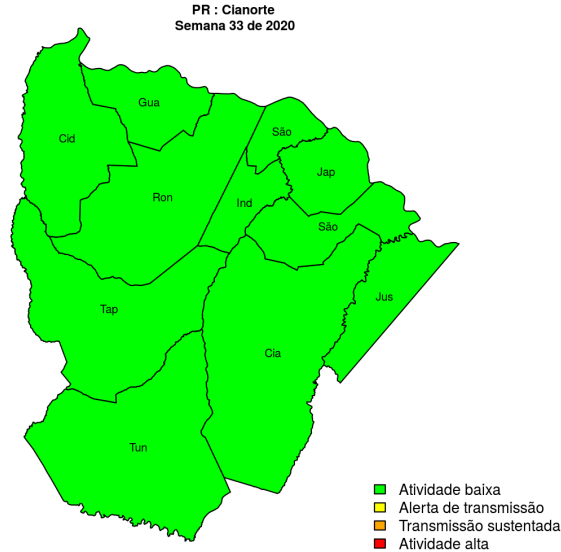 PR : Cianorte
Semana 33 de 2020
Gua
São
Cid
Jap
Ron
Ind
São
Jus
Tap
Cia
Tun
Atividade baixa
Alerta de transmissão
Transmissão sustentada
Atividade alta